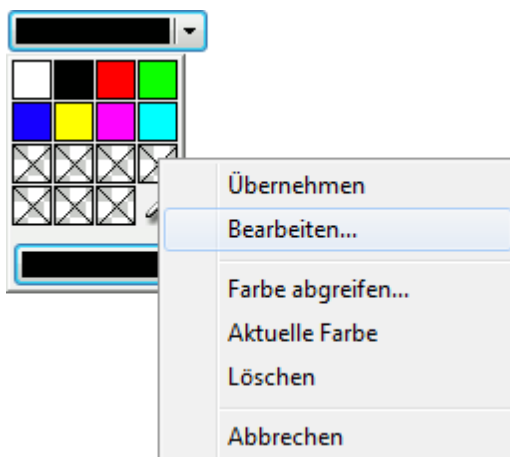 Übernehmen
Bearbeiten...
Farbe abgreifen...
Aktuelle Farbe
Löschen
Abbrechen